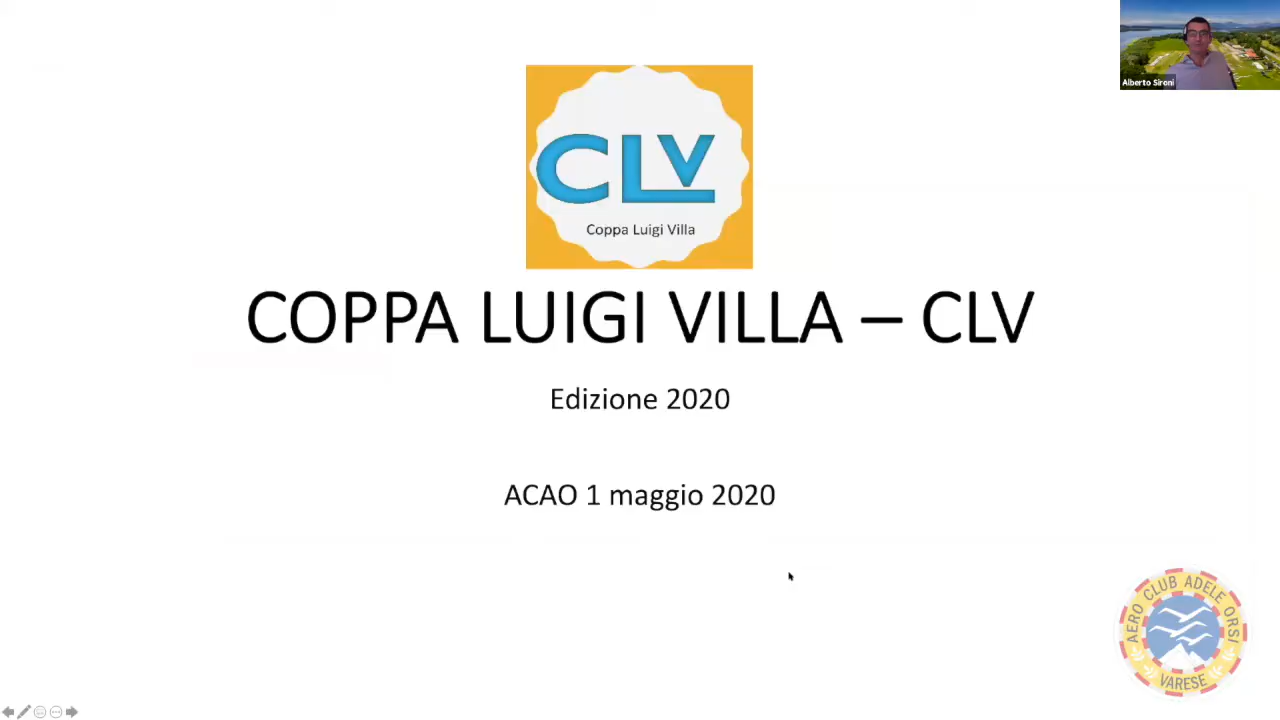 Alberto Sironi
CLV
Coppa Luigi Villa
COPPA LUIGI VILLA – CLV
Edizione 2020
ACAO 1 maggio 2020
AERO CLUB ADELE ORSI
VARESE